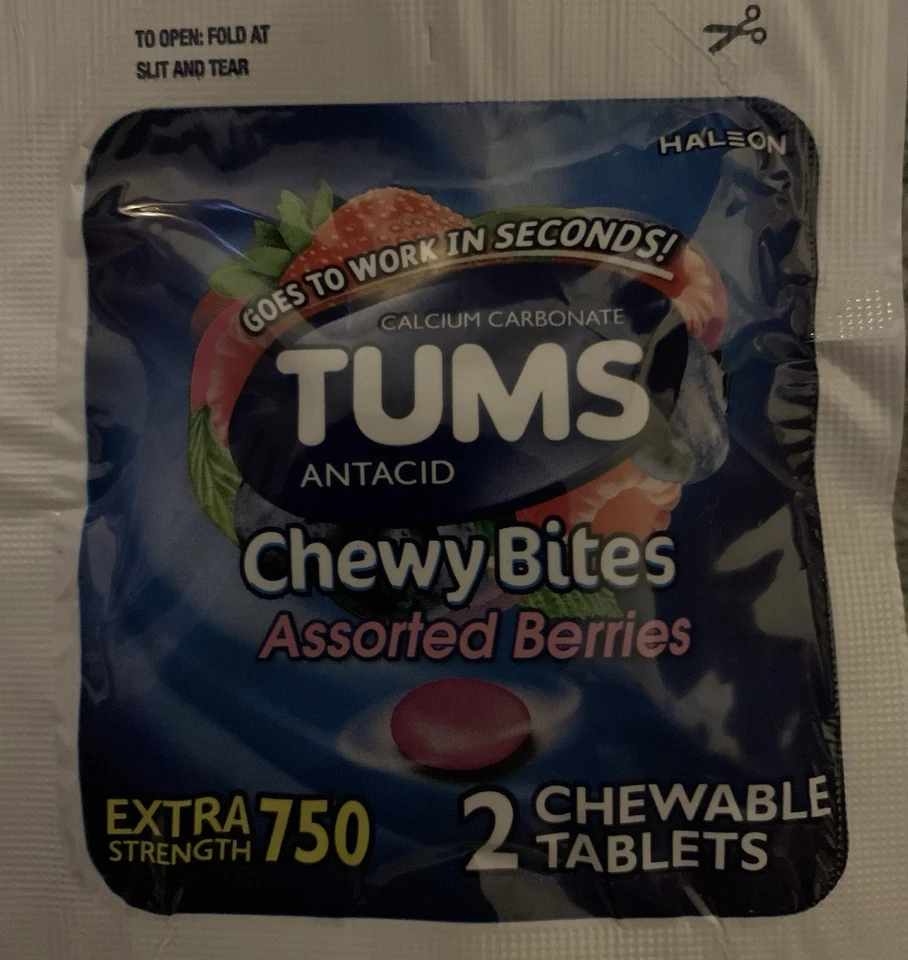 TO OPEN: FOLD AT
SLIT AND TEAR
HALEON
GOES TO WORK IN SECONDS!
CALCIUM CARBONATE
TUMS
ANTACID
Chewy Bites
Assorted Berries
EXTRA
STRENGTH 750
2 CHEWABLE
TABLETS